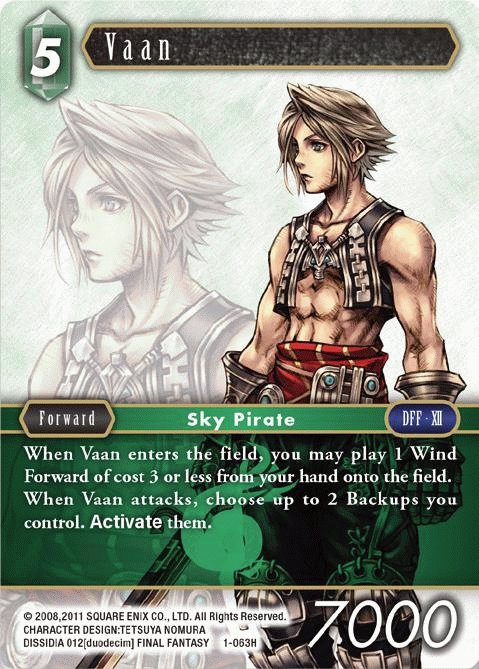 5
Vaan
Forward
Sky Pirate
DFF · XII
When Vaan enters the field, you may play 1 Wind
Forward of cost 3 or less from your hand onto the field.
When Vaan attacks, choose up to 2 Backups you
control. Activate them.
© 2008,2011 SQUARE ENIX CO., LTD. All Rights Reserved.
CHARACTER DESIGN:TETSUYA NOMURA
DISSIDIA 012[duodecim] FINAL FANTASY 1-063H
7000